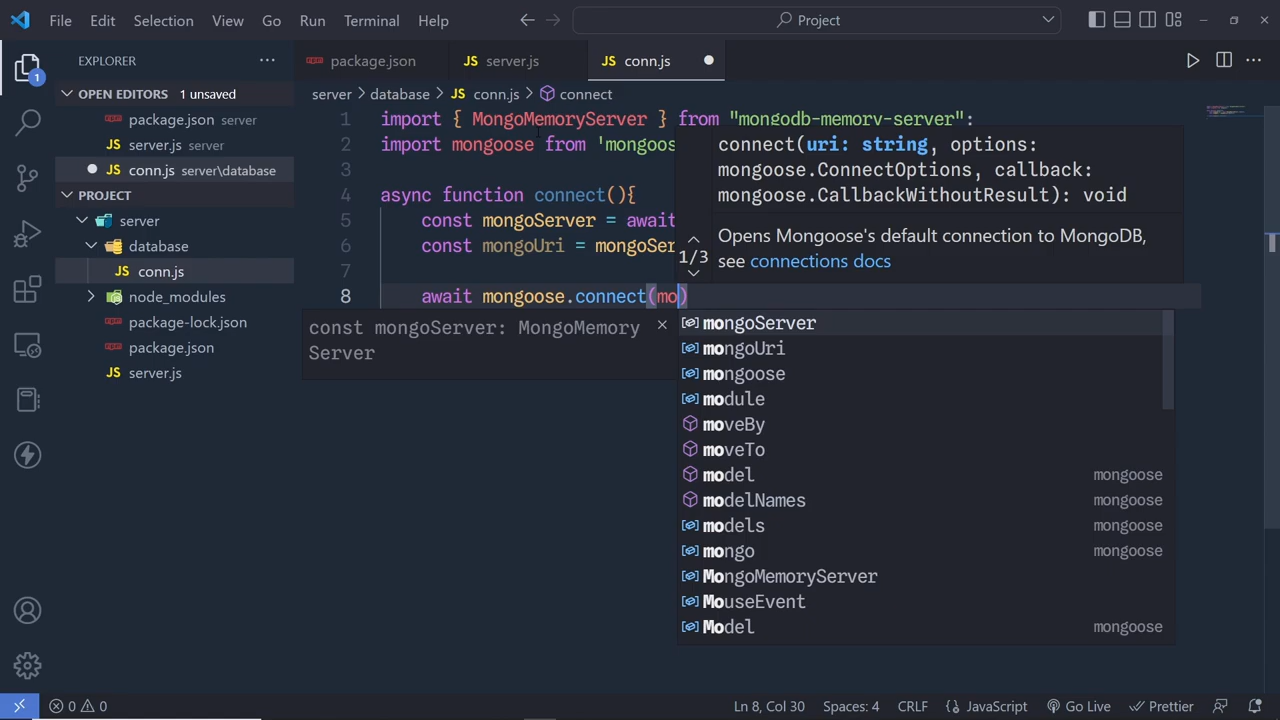 File Edit Selection View Go Run Terminal Help Project
EXPLORER
package.json server.js conn.js
OPEN EDITORS 1 unsaved
package.json server
server.js server
conn.js server\database
PROJECT
server
database
conn.js
node_modules
package-lock.json
package.json
server.js
1
server > database > conn.js > connect
1 import { MongoMemoryServer } from "mongodb-memory-server";
2 import mongoose from 'mongoos
3
4 async function connect(){
5 const mongoServer = await
6 const mongoUri = mongoSer
7
8 await mongoose.connect(mo)
connect(uri: string, options:
mongoose.ConnectOptions, callback:
mongoose.CallbackWithoutResult): void
1/3
Opens Mongoose's default connection to MongoDB,
see connections docs
const mongoServer: MongoMemory
Server
mongoServer
mongoUri
mongoose
module
moveBy
moveTo
model mongoose
modelNames mongoose
models mongoose
mongo mongoose
MongoMemoryServer
MouseEvent
Model mongoose
0 0 Ln 8, Col 30 Spaces: 4 CRLF JavaScript Go Live Prettier